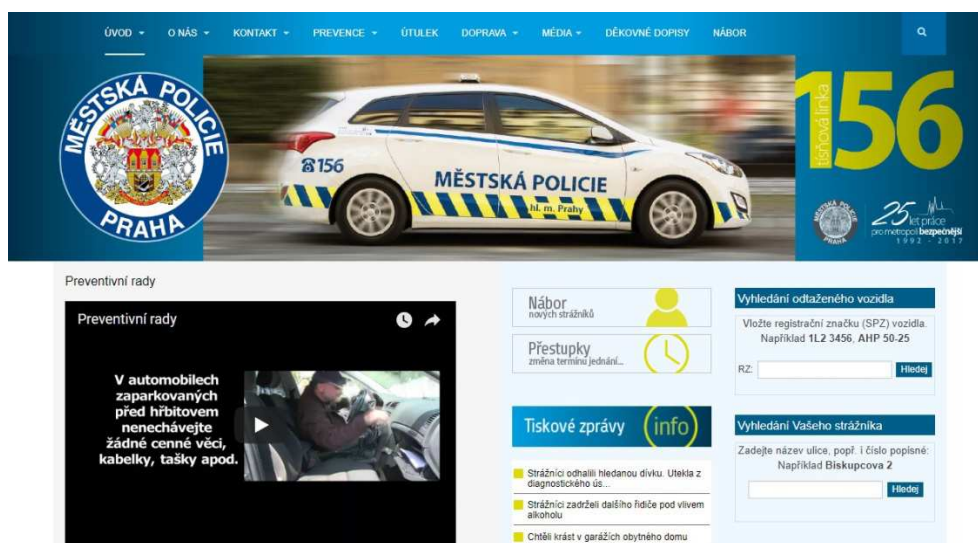 ÚVOD
O NÁS
KONTAKT
PREVENCE
ÚTULEK
DOPRAVA
MÉDIA
DĚKOVNÉ DOPISY
NÁBOR
MĚSTSKÁ POLICIE
PRAHA
156
MĚSTSKÁ POLICIE
hl. m. Prahy
156
tísňová linka
MĚSTSKÁ POLICIE
PRAHA
25 let práce
pro metropoli bezpečnější
1992 - 2017
Preventivní rady
Preventivní rady
V automobilech
zaparkovaných
před hřbitovem
nenechávejte
žádné cenné věci,
kabelky, tašky apod.
Nábor
nových strážníků
Přestupky
změna termínu jednání...
Tiskové zprávy info
Strážníci odhalili hledanou dívku. Utekla z
diagnostického ús...
Strážníci zadrželi dalšího řidiče pod vlivem
alkoholu
Chtěli krást v garážích obytného domu
Vyhledání odtaženého vozidla
Vložte registrační značku (SPZ) vozidla.
Například 1L2 3456, AHP 50-25
RZ:
Hledej
Vyhledání Vašeho strážníka
Zadejte název ulice, popř. i číslo popisné:
Například Biskupcova 2
Hledej